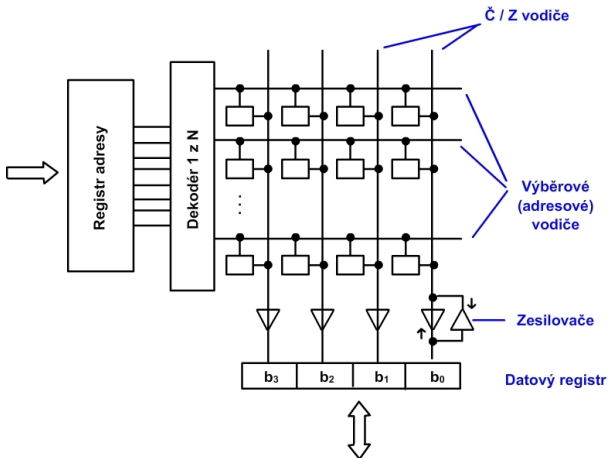 Č / Z vodiče
Registr adresy
Dekodér 1 z N
Výběrové
(adresové)
vodiče
Zesilovače
b3
b2
b1
b0
Datový registr